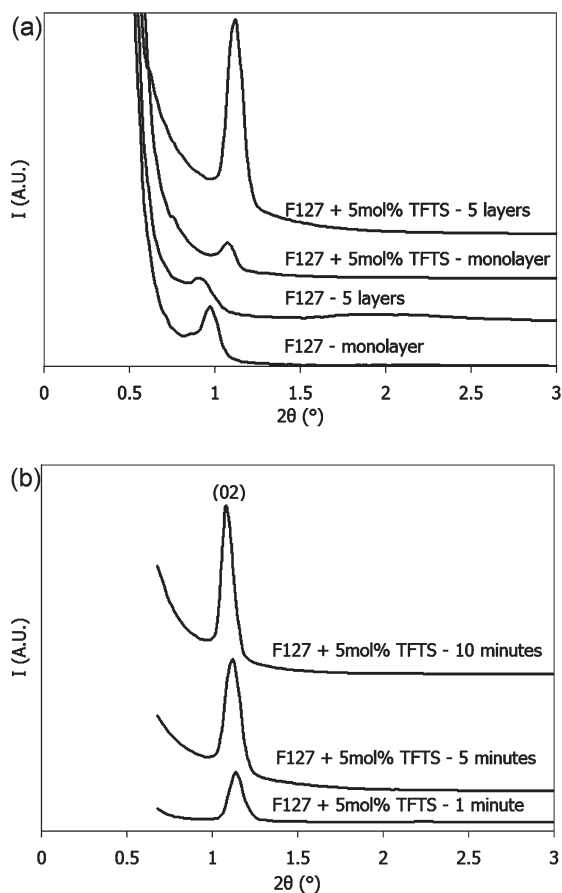 (a)
I (A.U.)
F127 + 5mol% TFTS - 5 layers
F127 + 5mol% TFTS - monolayer
F127 - 5 layers
F127 - monolayer
0 0.5 1 1.5 2 2.5 3
2θ (°)
(b)
I (A.U.)
(02)
F127 + 5mol% TFTS - 10 minutes
F127 + 5mol% TFTS - 5 minutes
F127 + 5mol% TFTS - 1 minute
0 0.5 1 1.5 2 2.5 3
2θ (°)